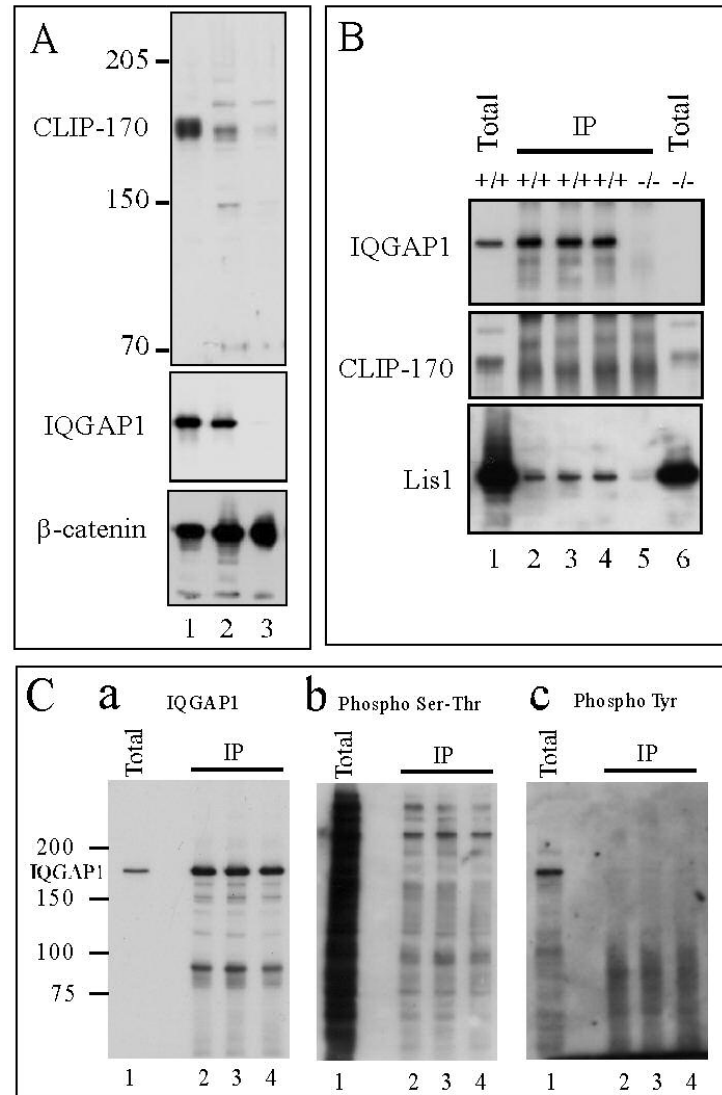 A
205
CLIP-170
150
70
IQGAP1
β-catenin
1 2 3
B
Total IP Total
+/+ +/+ +/+ +/+ -/- -/-
IQGAP1
CLIP-170
Lis1
1 2 3 4 5 6
C
a IQGAP1
Total IP
200
IQGAP1
150
100
75
1 2 3 4
b Phospho Ser-Thr
Total IP
1 2 3 4
c Phospho Tyr
Total IP
1 2 3 4